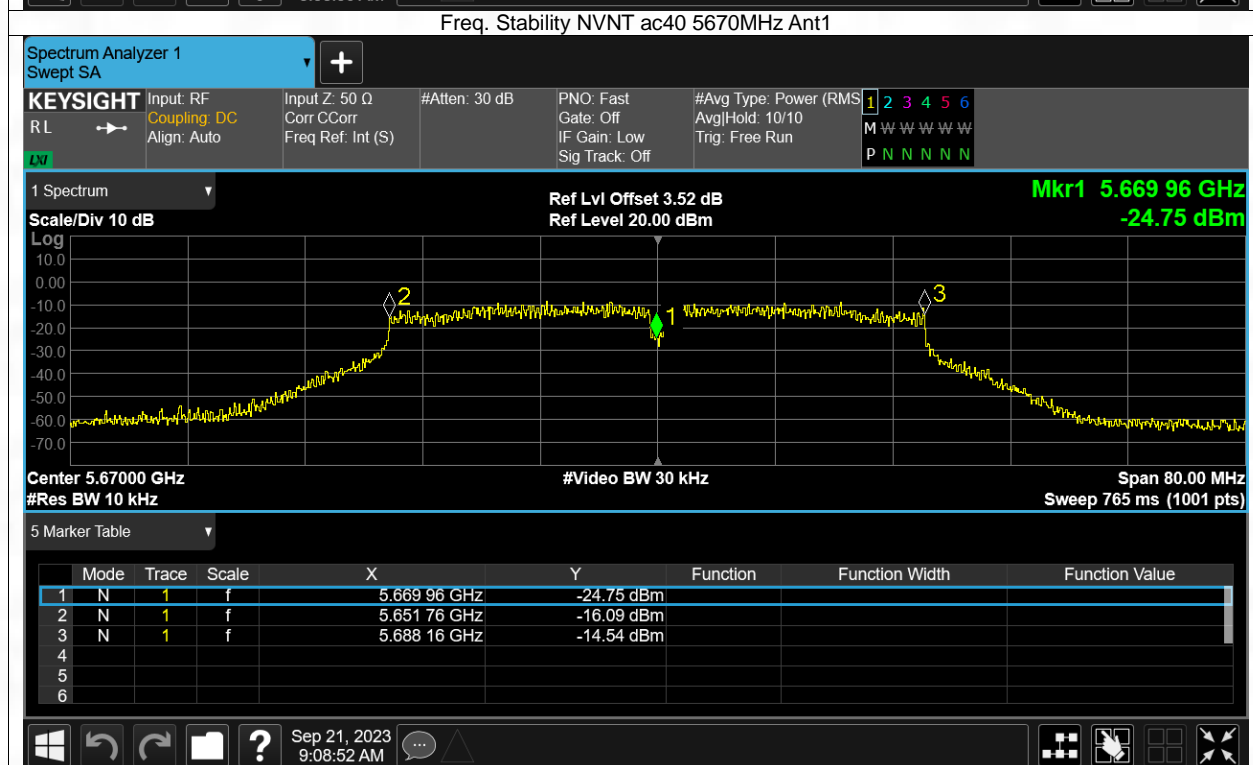 Freq. Stability NVNT ac40 5670MHz Ant1
Spectrum Analyzer 1
Swept SA
+
KEYSIGHT Input: RF Input Z: 50 Ω #Atten: 30 dB PNO: Fast #Avg Type: Power (RMS 1 2 3 4 5 6
R L Coupling: DC Corr CCorr Gate: Off Avg|Hold: 10/10 M W W W W W
Align: Auto Freq Ref: Int (S) IF Gain: Low Trig: Free Run
LXI Sig Track: Off P N N N N N
1 Spectrum Ref Lvl Offset 3.52 dB Mkr1 5.669 96 GHz
Scale/Div 10 dB Ref Level 20.00 dBm -24.75 dBm
Log
10.0
0.00
-10.0
-20.0
-30.0
-40.0
-50.0
-60.0
-70.0
2
1
3
Center 5.67000 GHz #Video BW 30 kHz Span 80.00 MHz
#Res BW 10 kHz Sweep 765 ms (1001 pts)
5 Marker Table
Mode Trace Scale X Y Function Function Width Function Value
1 N 1 f 5.669 96 GHz -24.75 dBm
2 N 1 f 5.651 76 GHz -16.09 dBm
3 N 1 f 5.688 16 GHz -14.54 dBm
4
5
6
? Sep 21, 2023
9:08:52 AM